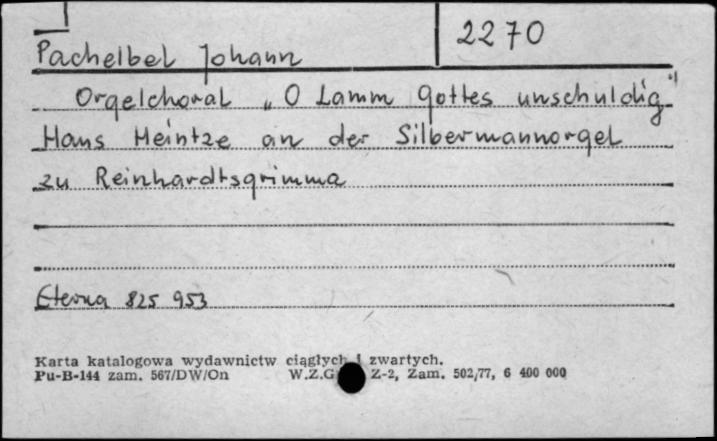 2270
Pachelbel Johann
Orgelchoral „O Lamm Gottes unschuldig"
Hans Heintze an der Silbermannorgel
zu Reinhardtsgrimma
Eterna 825 953
Karta katalogowa wydawnictw ciągłych i zwartych.
Pu-B-144 zam. 567/DW/On W.Z.G Z-2, Zam. 502/77, 6 400 000